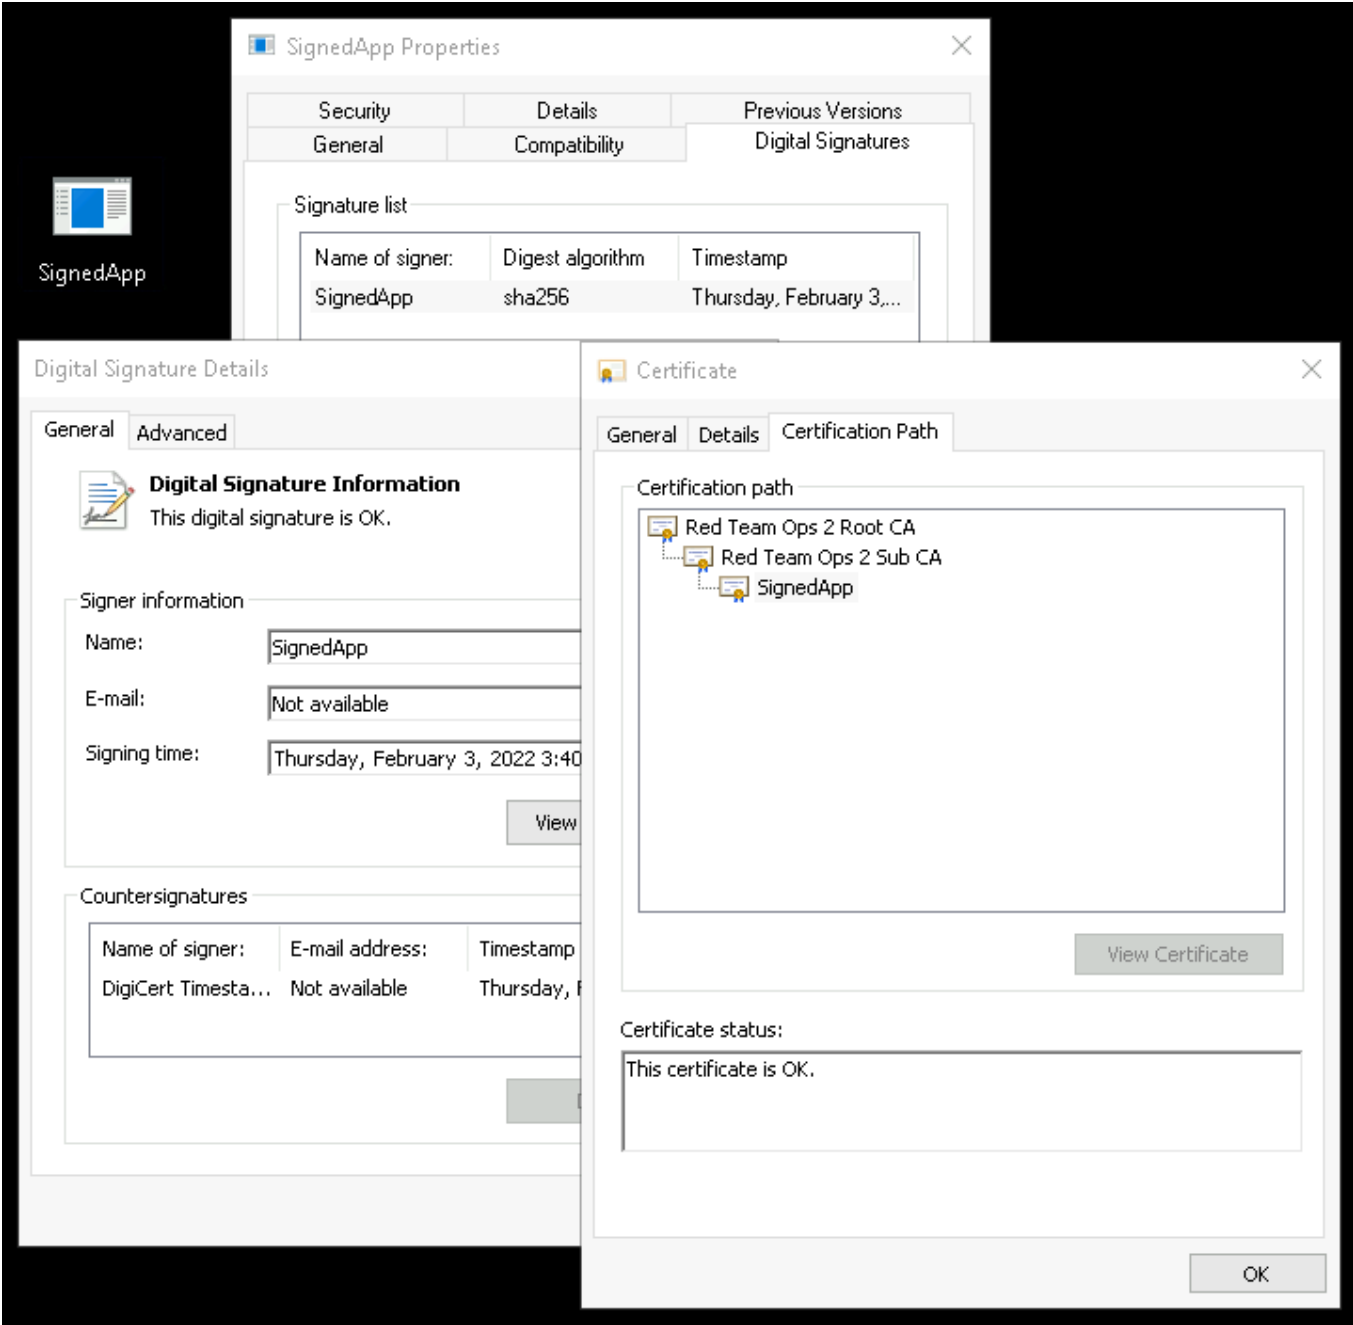 SignedApp Properties
Security Details Previous Versions
General Compatibility Digital Signatures
Signature list
Name of signer: Digest algorithm Timestamp
SignedApp sha256 Thursday, February 3,...
SignedApp
Digital Signature Details
General Advanced
Digital Signature Information
This digital signature is OK.
Signer information
Name: SignedApp
E-mail: Not available
Signing time: Thursday, February 3, 2022 3:40
View
Countersignatures
Name of signer: E-mail address: Timestamp
DigiCert Timesta... Not available Thursday,
Certificate
General Details Certification Path
Certification path
Red Team Ops 2 Root CA
Red Team Ops 2 Sub CA
SignedApp
View Certificate
Certificate status:
This certificate is OK.
OK